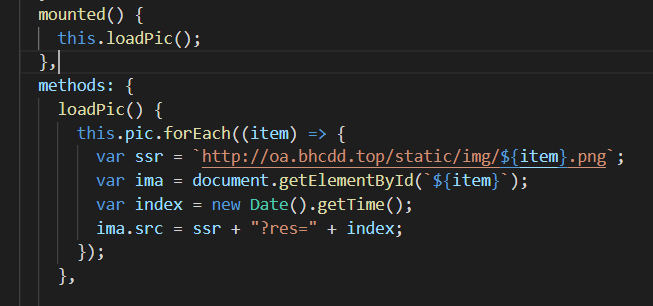 mounted() {
this.loadPic();
},
methods: {
loadPic() {
this.pic.forEach((item) => {
var ssr = `http://oa.bhcdd.top/static/img/${item}.png`;
var ima = document.getElementById(`${item}`);
var index = new Date().getTime();
ima.src = ssr + "?res=" + index;
});
},